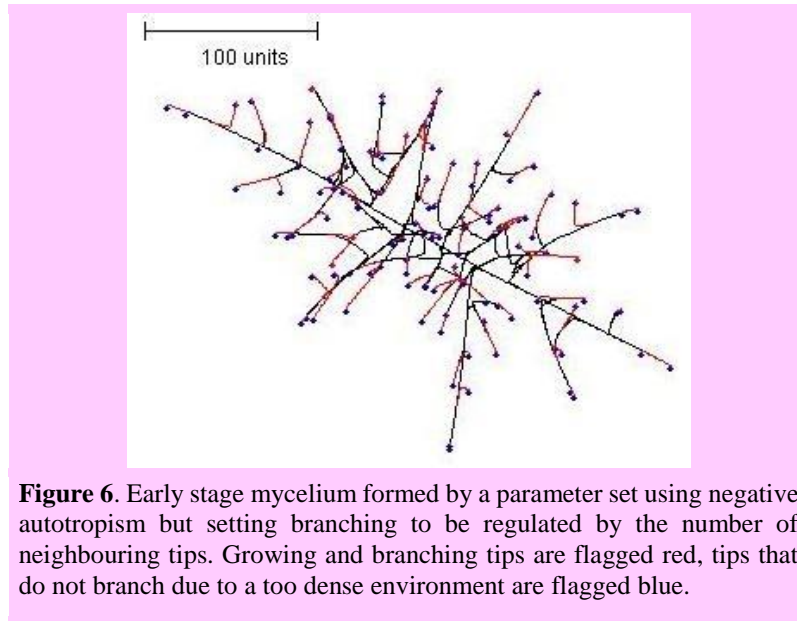 100 units
Figure 6. Early stage mycelium formed by a parameter set using negative
autotropism but setting branching to be regulated by the number of
neighbouring tips. Growing and branching tips are flagged red, tips that
do not branch due to a too dense environment are flagged blue.